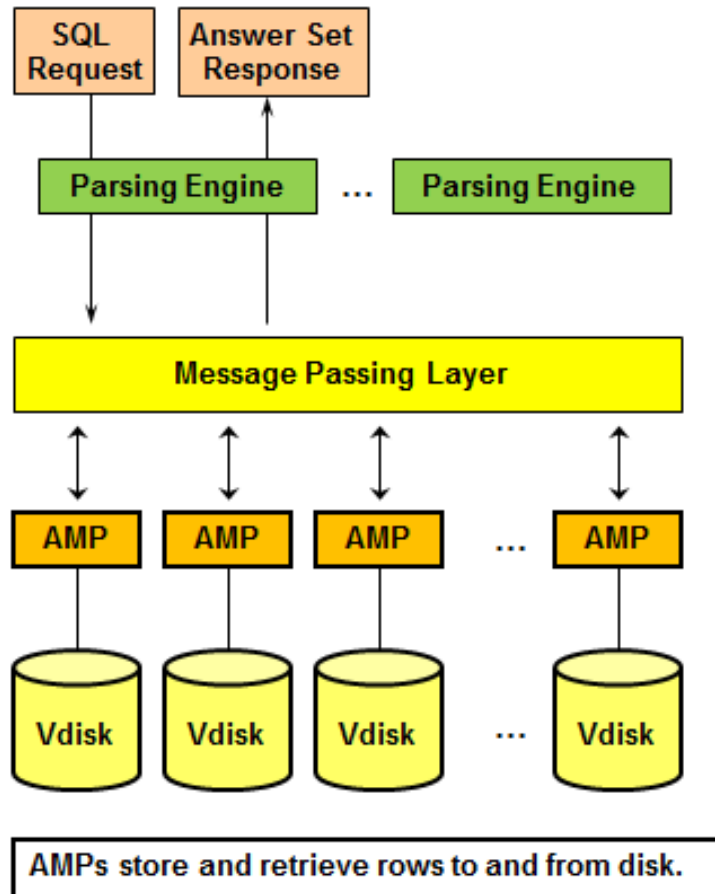 SQL
Request
Answer Set
Response
Parsing Engine ... Parsing Engine
Message Passing Layer
AMP AMP AMP ... AMP
Vdisk Vdisk Vdisk ... Vdisk
AMPs store and retrieve rows to and from disk.